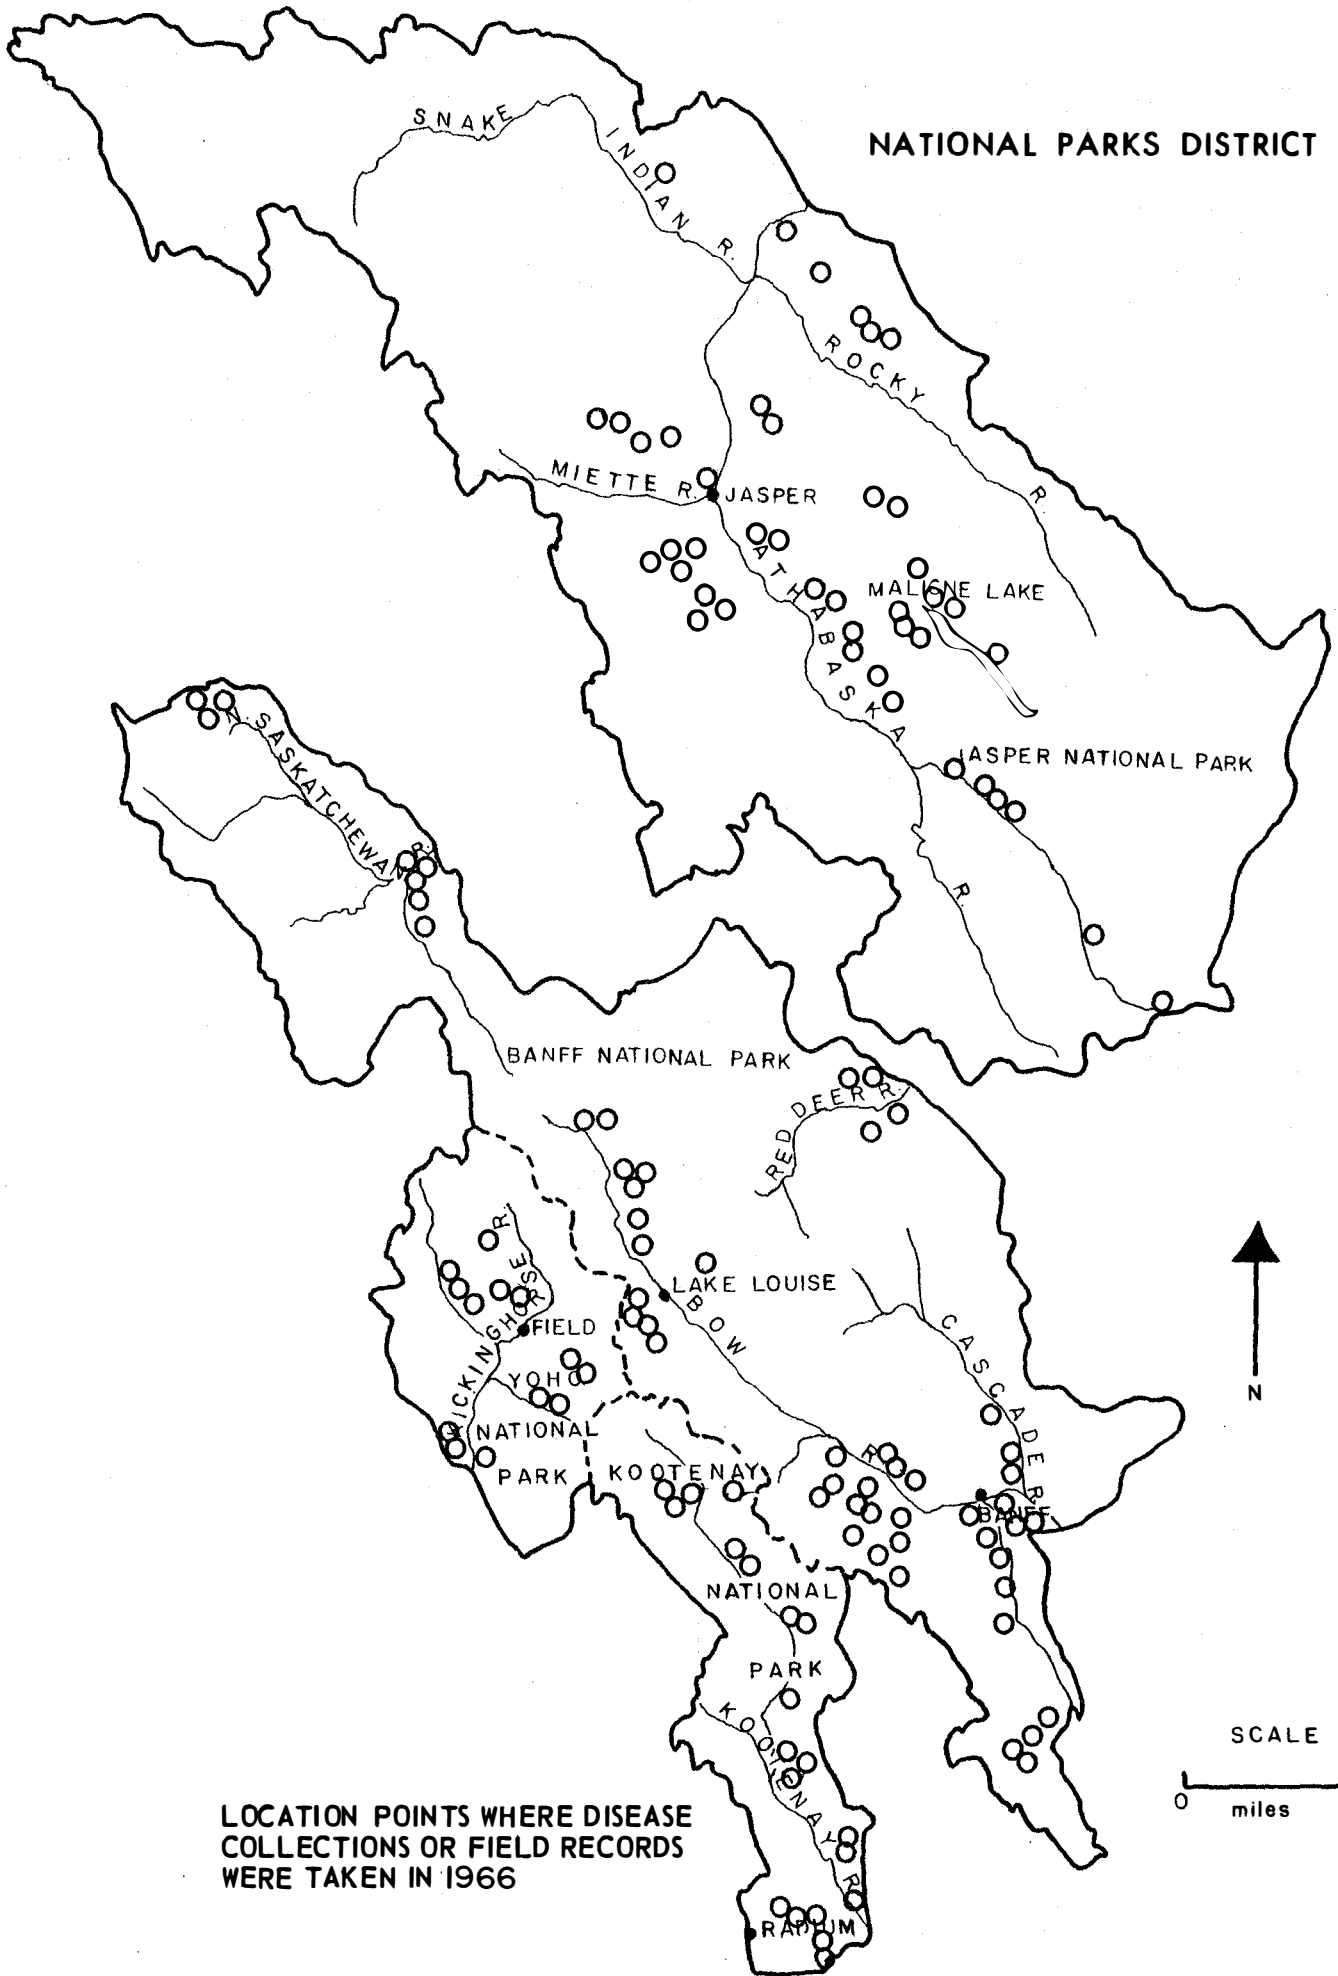 NATIONAL PARKS DISTRICT
SNAKE INDIAN R.
ROCKY R.
MIETTE R.
JASPER
ATHABASKA R.
MALIGNE LAKE
JASPER NATIONAL PARK
N. SASKATCHEWAN R.
BANFF NATIONAL PARK
RED DEER R.
KICKINGHORSE R.
LAKE LOUISE
BOW R.
FIELD
CASCADE R.
YOHO
NATIONAL
PARK
KOOTENAY
NATIONAL
PARK
BANFF
KOOTENAY R.
RADIUM
N
SCALE
0
miles
LOCATION POINTS WHERE DISEASE
COLLECTIONS OR FIELD RECORDS
WERE TAKEN IN 1966